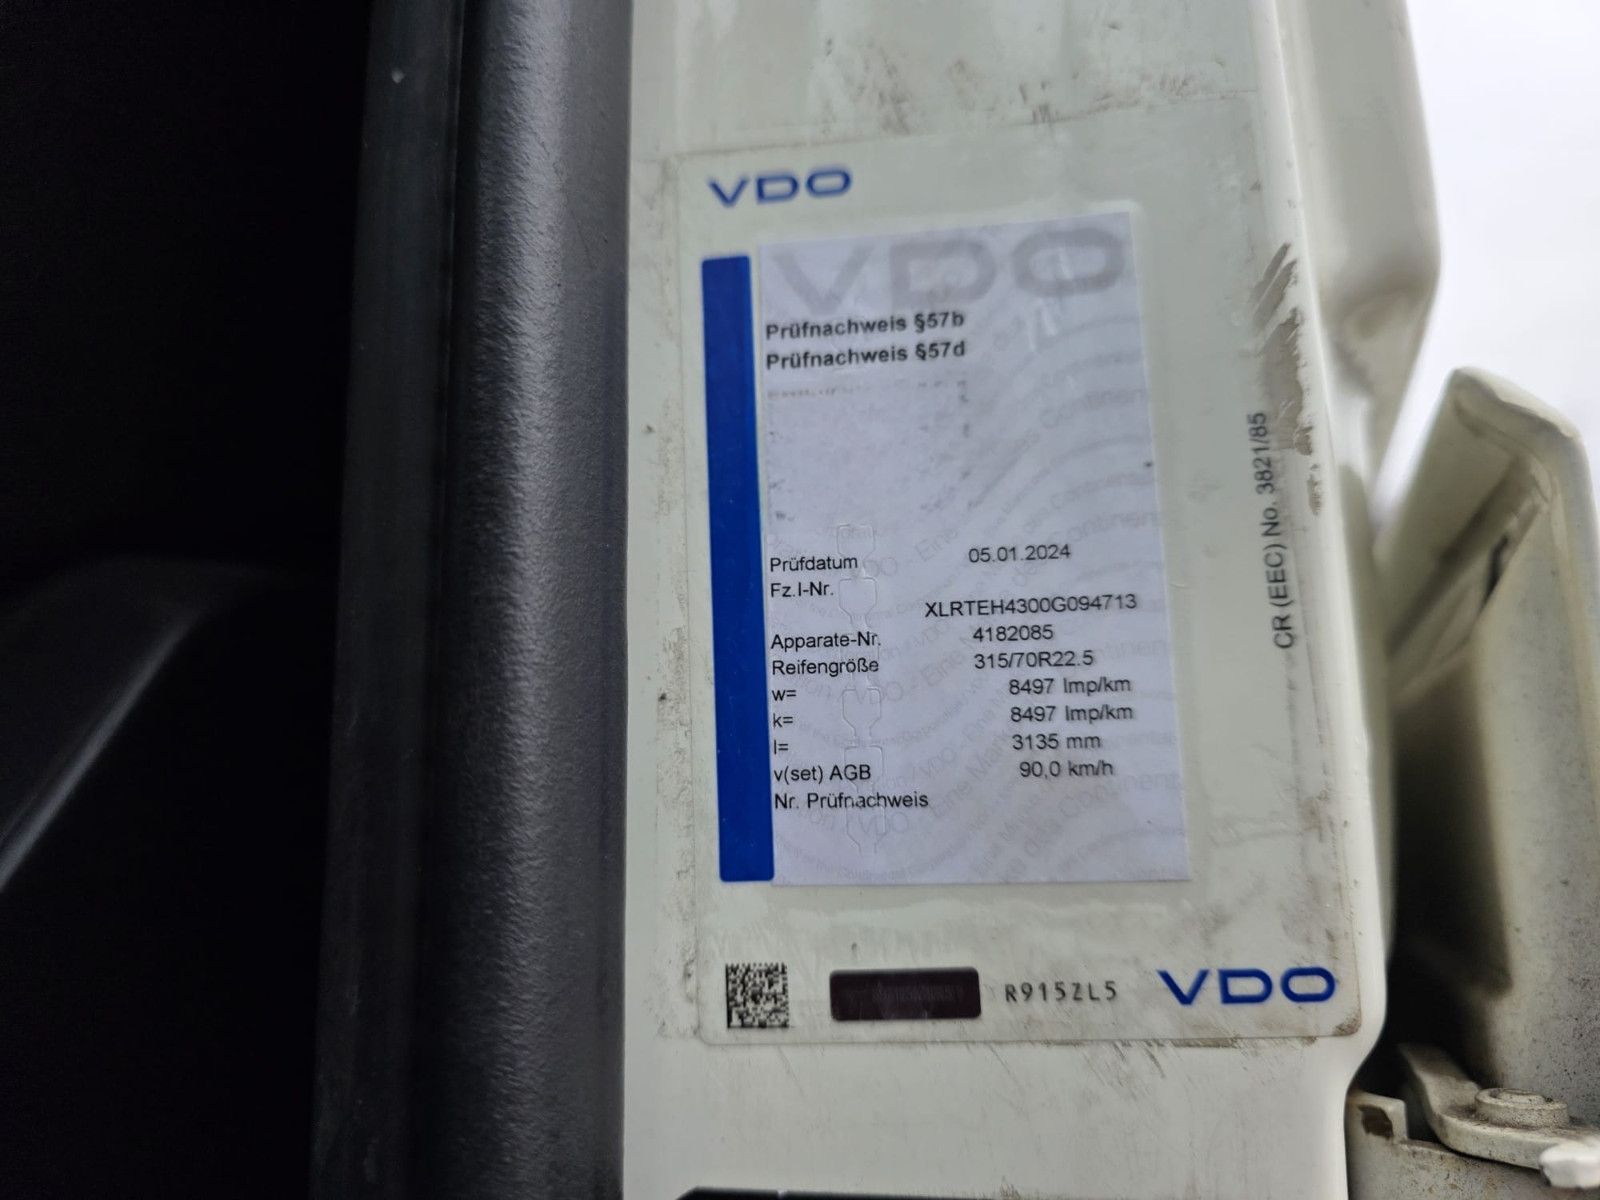 VDO
VDO
Prüfnachweis §57b
Prüfnachweis §57d
Prüfdatum 05.01.2024
Fz.I-Nr.
XLRTEH4300G094713
Apparate-Nr. 4182085
Reifengröße 315/70R22.5
w= 8497 Imp/km
k= 8497 Imp/km
l= 3135 mm
v(set) AGB 90,0 km/h
Nr. Prüfnachweis
R915ZL5 VDO
CR (EEC) No. 3821/85